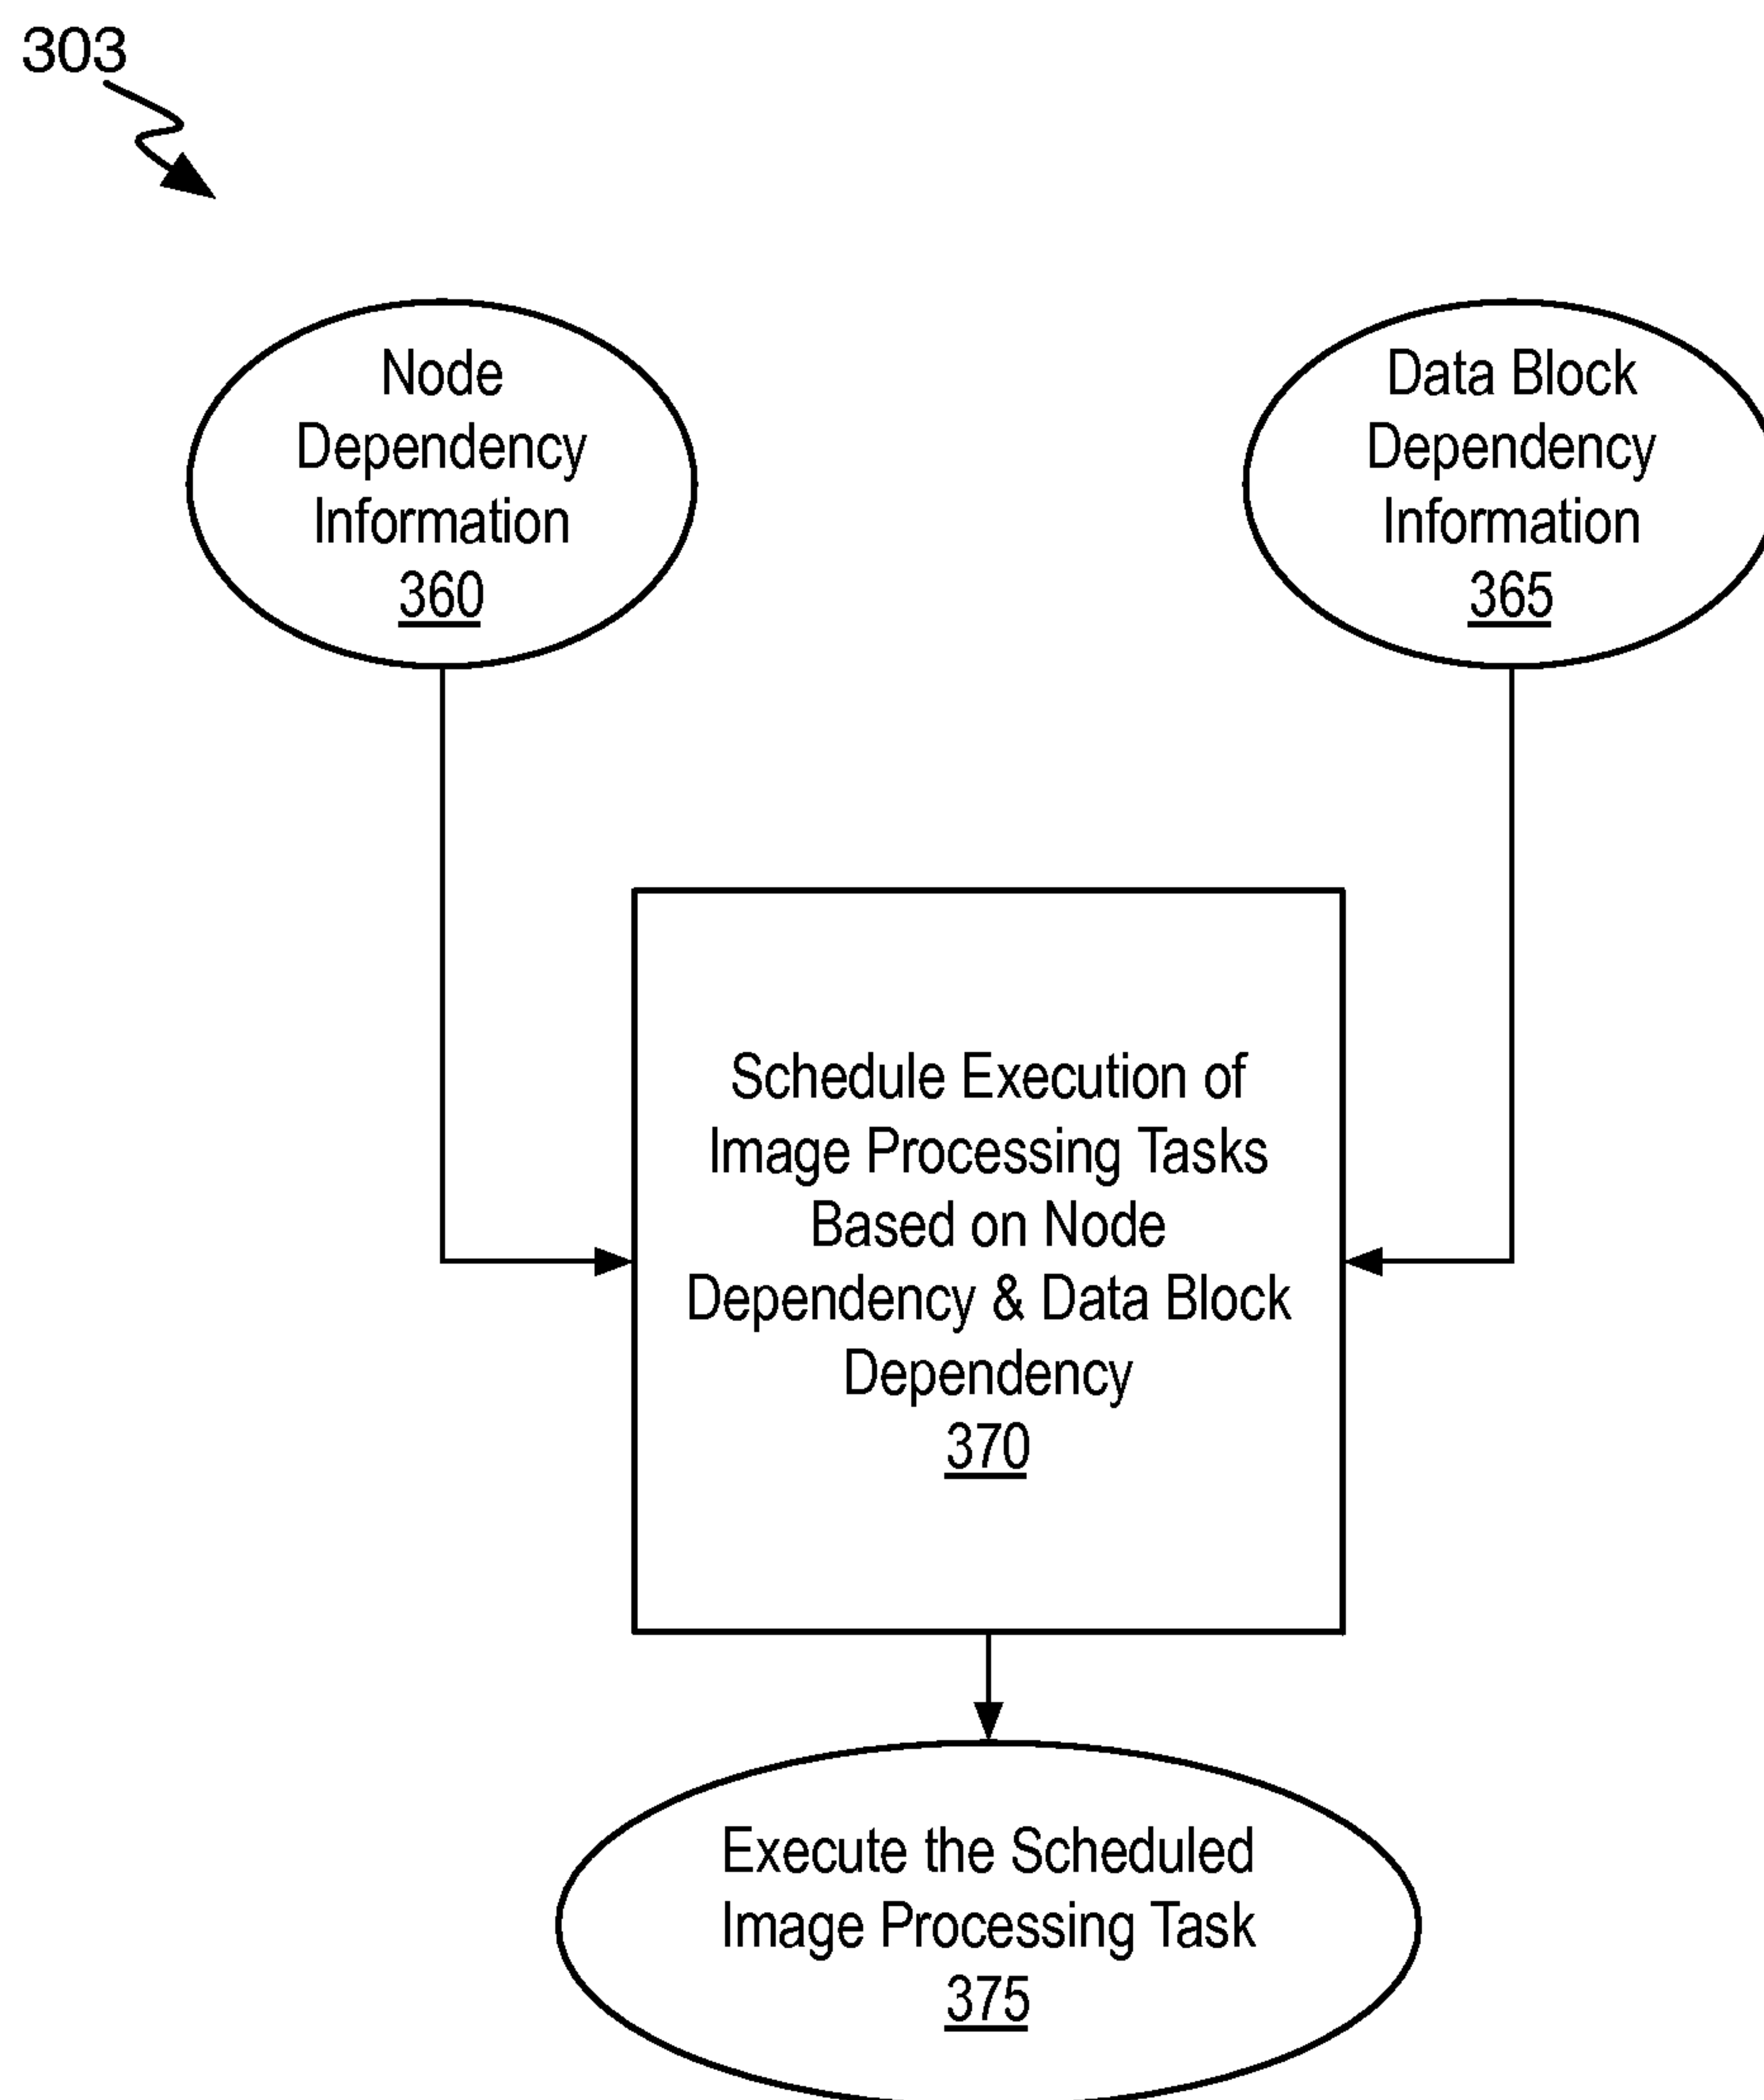 303
Node
Dependency
Information
360
Data Block
Dependency
Information
365
Schedule Execution of
Image Processing Tasks
Based on Node
Dependency & Data Block
Dependency
370
Execute the Scheduled
Image Processing Task
375